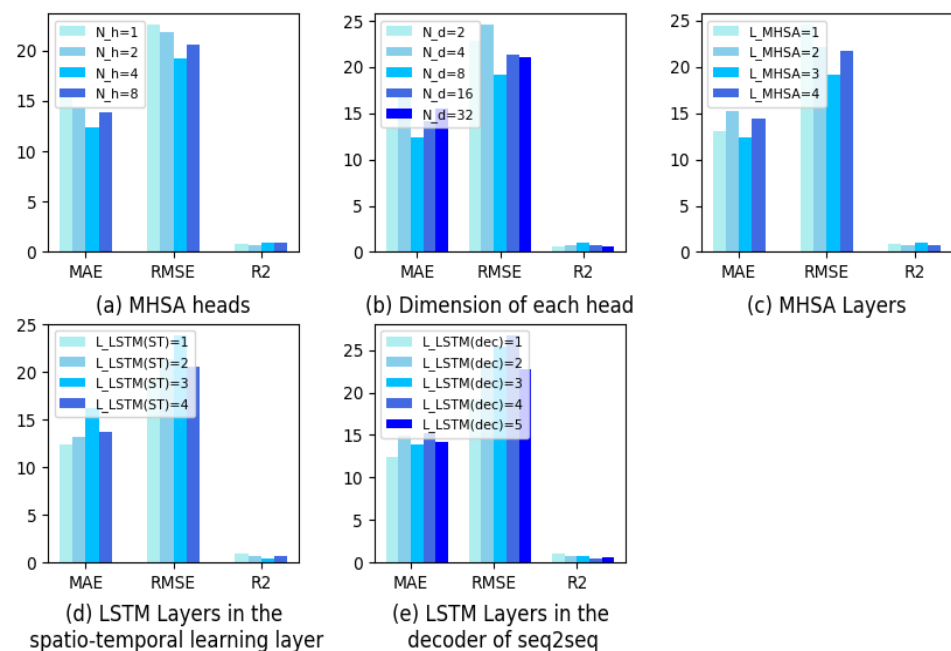 N_h=1
N_h=2
N_h=4
N_h=8
20
15
10
5
0
MAE RMSE R2
(a) MHSA heads
N_d=2
N_d=4
N_d=8
N_d=16
N_d=32
25
20
15
10
5
0
MAE RMSE R2
(b) Dimension of each head
L_MHSA=1
L_MHSA=2
L_MHSA=3
L_MHSA=4
25
20
15
10
5
0
MAE RMSE R2
(c) MHSA Layers
L_LSTM(ST)=1
L_LSTM(ST)=2
L_LSTM(ST)=3
L_LSTM(ST)=4
25
20
15
10
5
0
MAE RMSE R2
(d) LSTM Layers in the
spatio-temporal learning layer
L_LSTM(dec)=1
L_LSTM(dec)=2
L_LSTM(dec)=3
L_LSTM(dec)=4
L_LSTM(dec)=5
25
20
15
10
5
0
MAE RMSE R2
(e) LSTM Layers in the
decoder of seq2seq